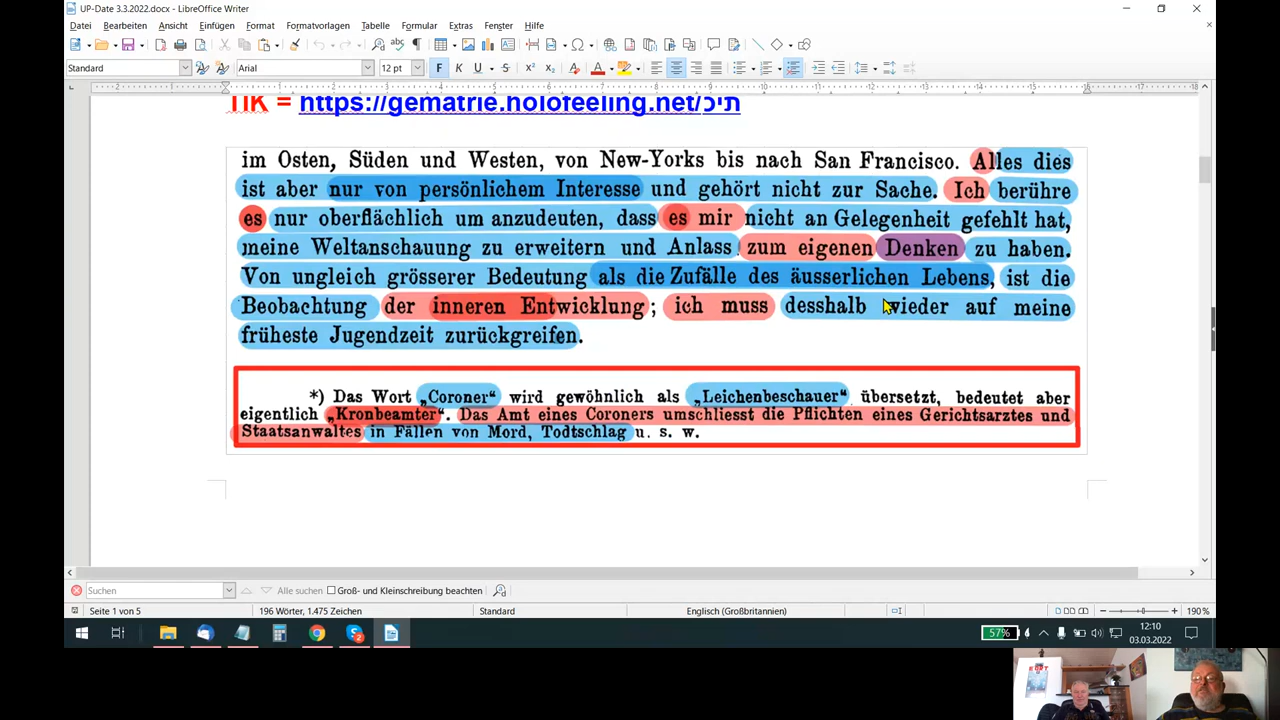 UP-Date 3.3.2022.docx - LibreOffice Writer
Datei Bearbeiten Ansicht Einfügen Format Formatvorlagen Tabelle Formular Extras Fenster Hilfe
Standard Arial 12 pt F K U S
= https://gematrie.holofeeling.net/תיכ
im Osten, Süden und Westen, von New-Yorks bis nach San Francisco. Alles dies
ist aber nur von persönlichem Interesse und gehört nicht zur Sache. Ich berühre
es nur oberflächlich um anzudeuten, dass es mir nicht an Gelegenheit gefehlt hat,
meine Weltanschauung zu erweitern und Anlass zum eigenen Denken zu haben.
Von ungleich grösserer Bedeutung als die Zufälle des äusserlichen Lebens, ist die
Beobachtung der inneren Entwicklung; ich muss desshalb wieder auf meine
früheste Jugendzeit zurückgreifen.
*) Das Wort „Coroner“ wird gewöhnlich als „Leichenbeschauer“ übersetzt, bedeutet aber
eigentlich „Kronbeamter“. Das Amt eines Coroners umschliesst die Pflichten eines Gerichtsarztes und
Staatsanwaltes in Fällen von Mord, Todtschlag u. s. w.
Suchen Alle suchen Groß- und Kleinschreibung beachten
Seite 1 von 5 196 Wörter, 1.475 Zeichen Standard Englisch (Großbritannien) 190%
57% 12:10
03.03.2022